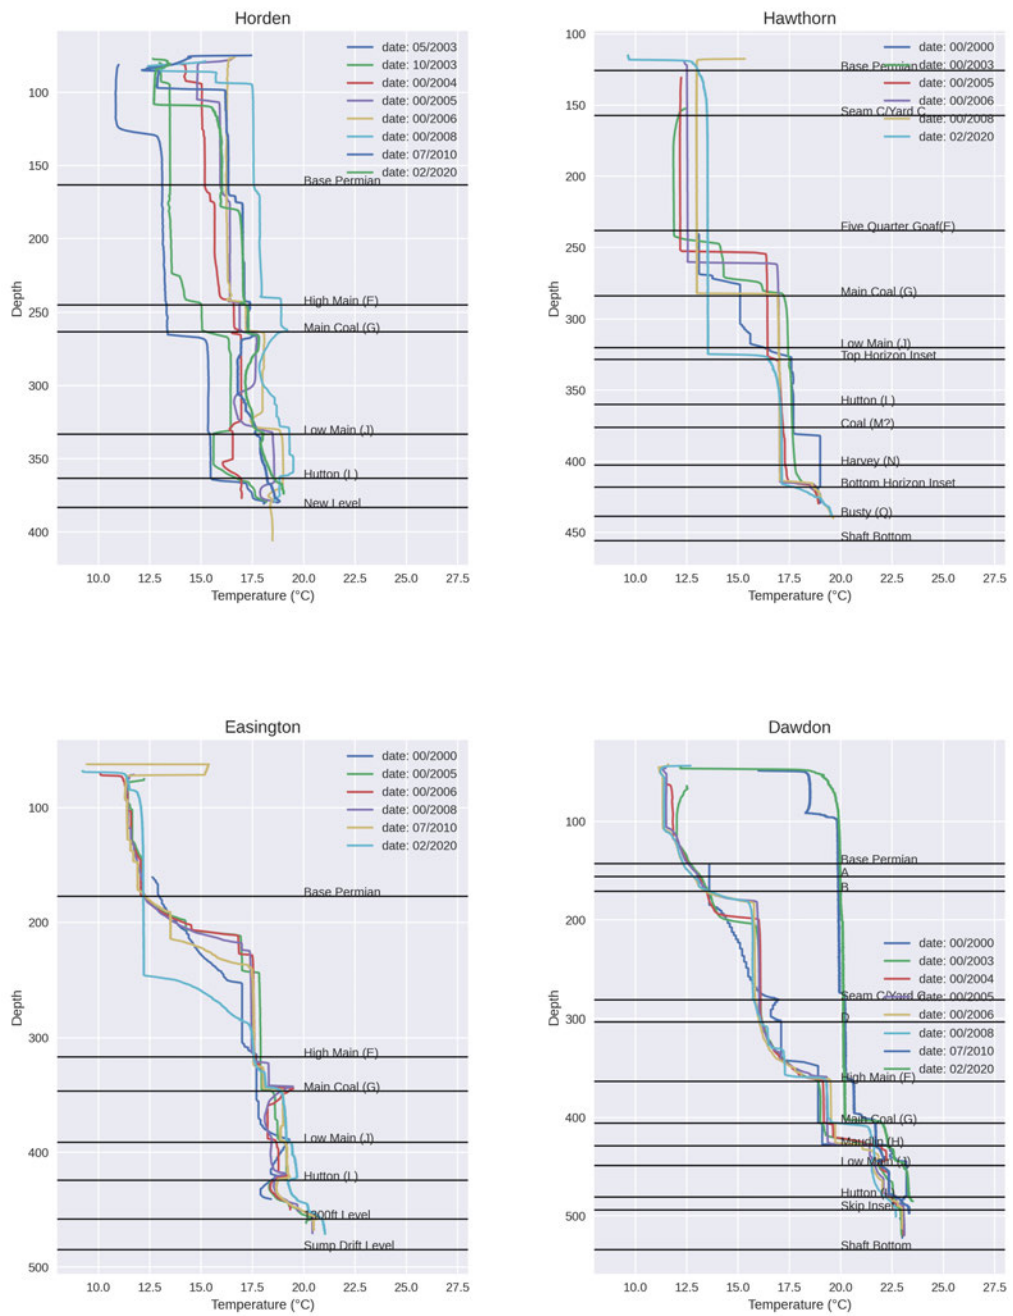 Horden
date: 05/2003
date: 10/2003
date: 00/2004
date: 00/2005
date: 00/2006
date: 00/2008
date: 07/2010
date: 02/2020
Base Permian
High Main (E)
Main Coal (G)
Low Main (J)
Hutton (L)
New Level
100
150
200
250
300
350
400
Depth
10.0 12.5 15.0 17.5 20.0 22.5 25.0 27.5
Temperature (°C)
Hawthorn
date: 00/2000
date: 00/2003
date: 00/2005
date: 00/2006
date: 00/2008
date: 02/2020
Base Permian
Seam C/Yard C
Five Quarter Goaf(E)
Main Coal (G)
Low Main (J)
Top Horizon Inset
Hutton (L)
Coal (M?)
Harvey (N)
Bottom Horizon Inset
Busty (Q)
Shaft Bottom
100
150
200
250
300
350
400
450
Depth
10.0 12.5 15.0 17.5 20.0 22.5 25.0 27.5
Temperature (°C)
Easington
date: 00/2000
date: 00/2005
date: 00/2006
date: 00/2008
date: 07/2010
date: 02/2020
Base Permian
High Main (E)
Main Coal (G)
Low Main (J)
Hutton (L)
1300ft Level
Sump Drift Level
100
200
300
400
500
Depth
10.0 12.5 15.0 17.5 20.0 22.5 25.0 27.5
Temperature (°C)
Dawdon
Base Permian
A
B
date: 00/2000
date: 00/2003
date: 00/2004
date: 00/2005
date: 00/2006
date: 00/2008
date: 07/2010
date: 02/2020
Seam C/Yard C
D
High Main (E)
Main Coal (G)
Maudlin (H)
Low Main (J)
Hutton (L)
Skip Inset
Shaft Bottom
100
200
300
400
500
Depth
10.0 12.5 15.0 17.5 20.0 22.5 25.0 27.5
Temperature (°C)